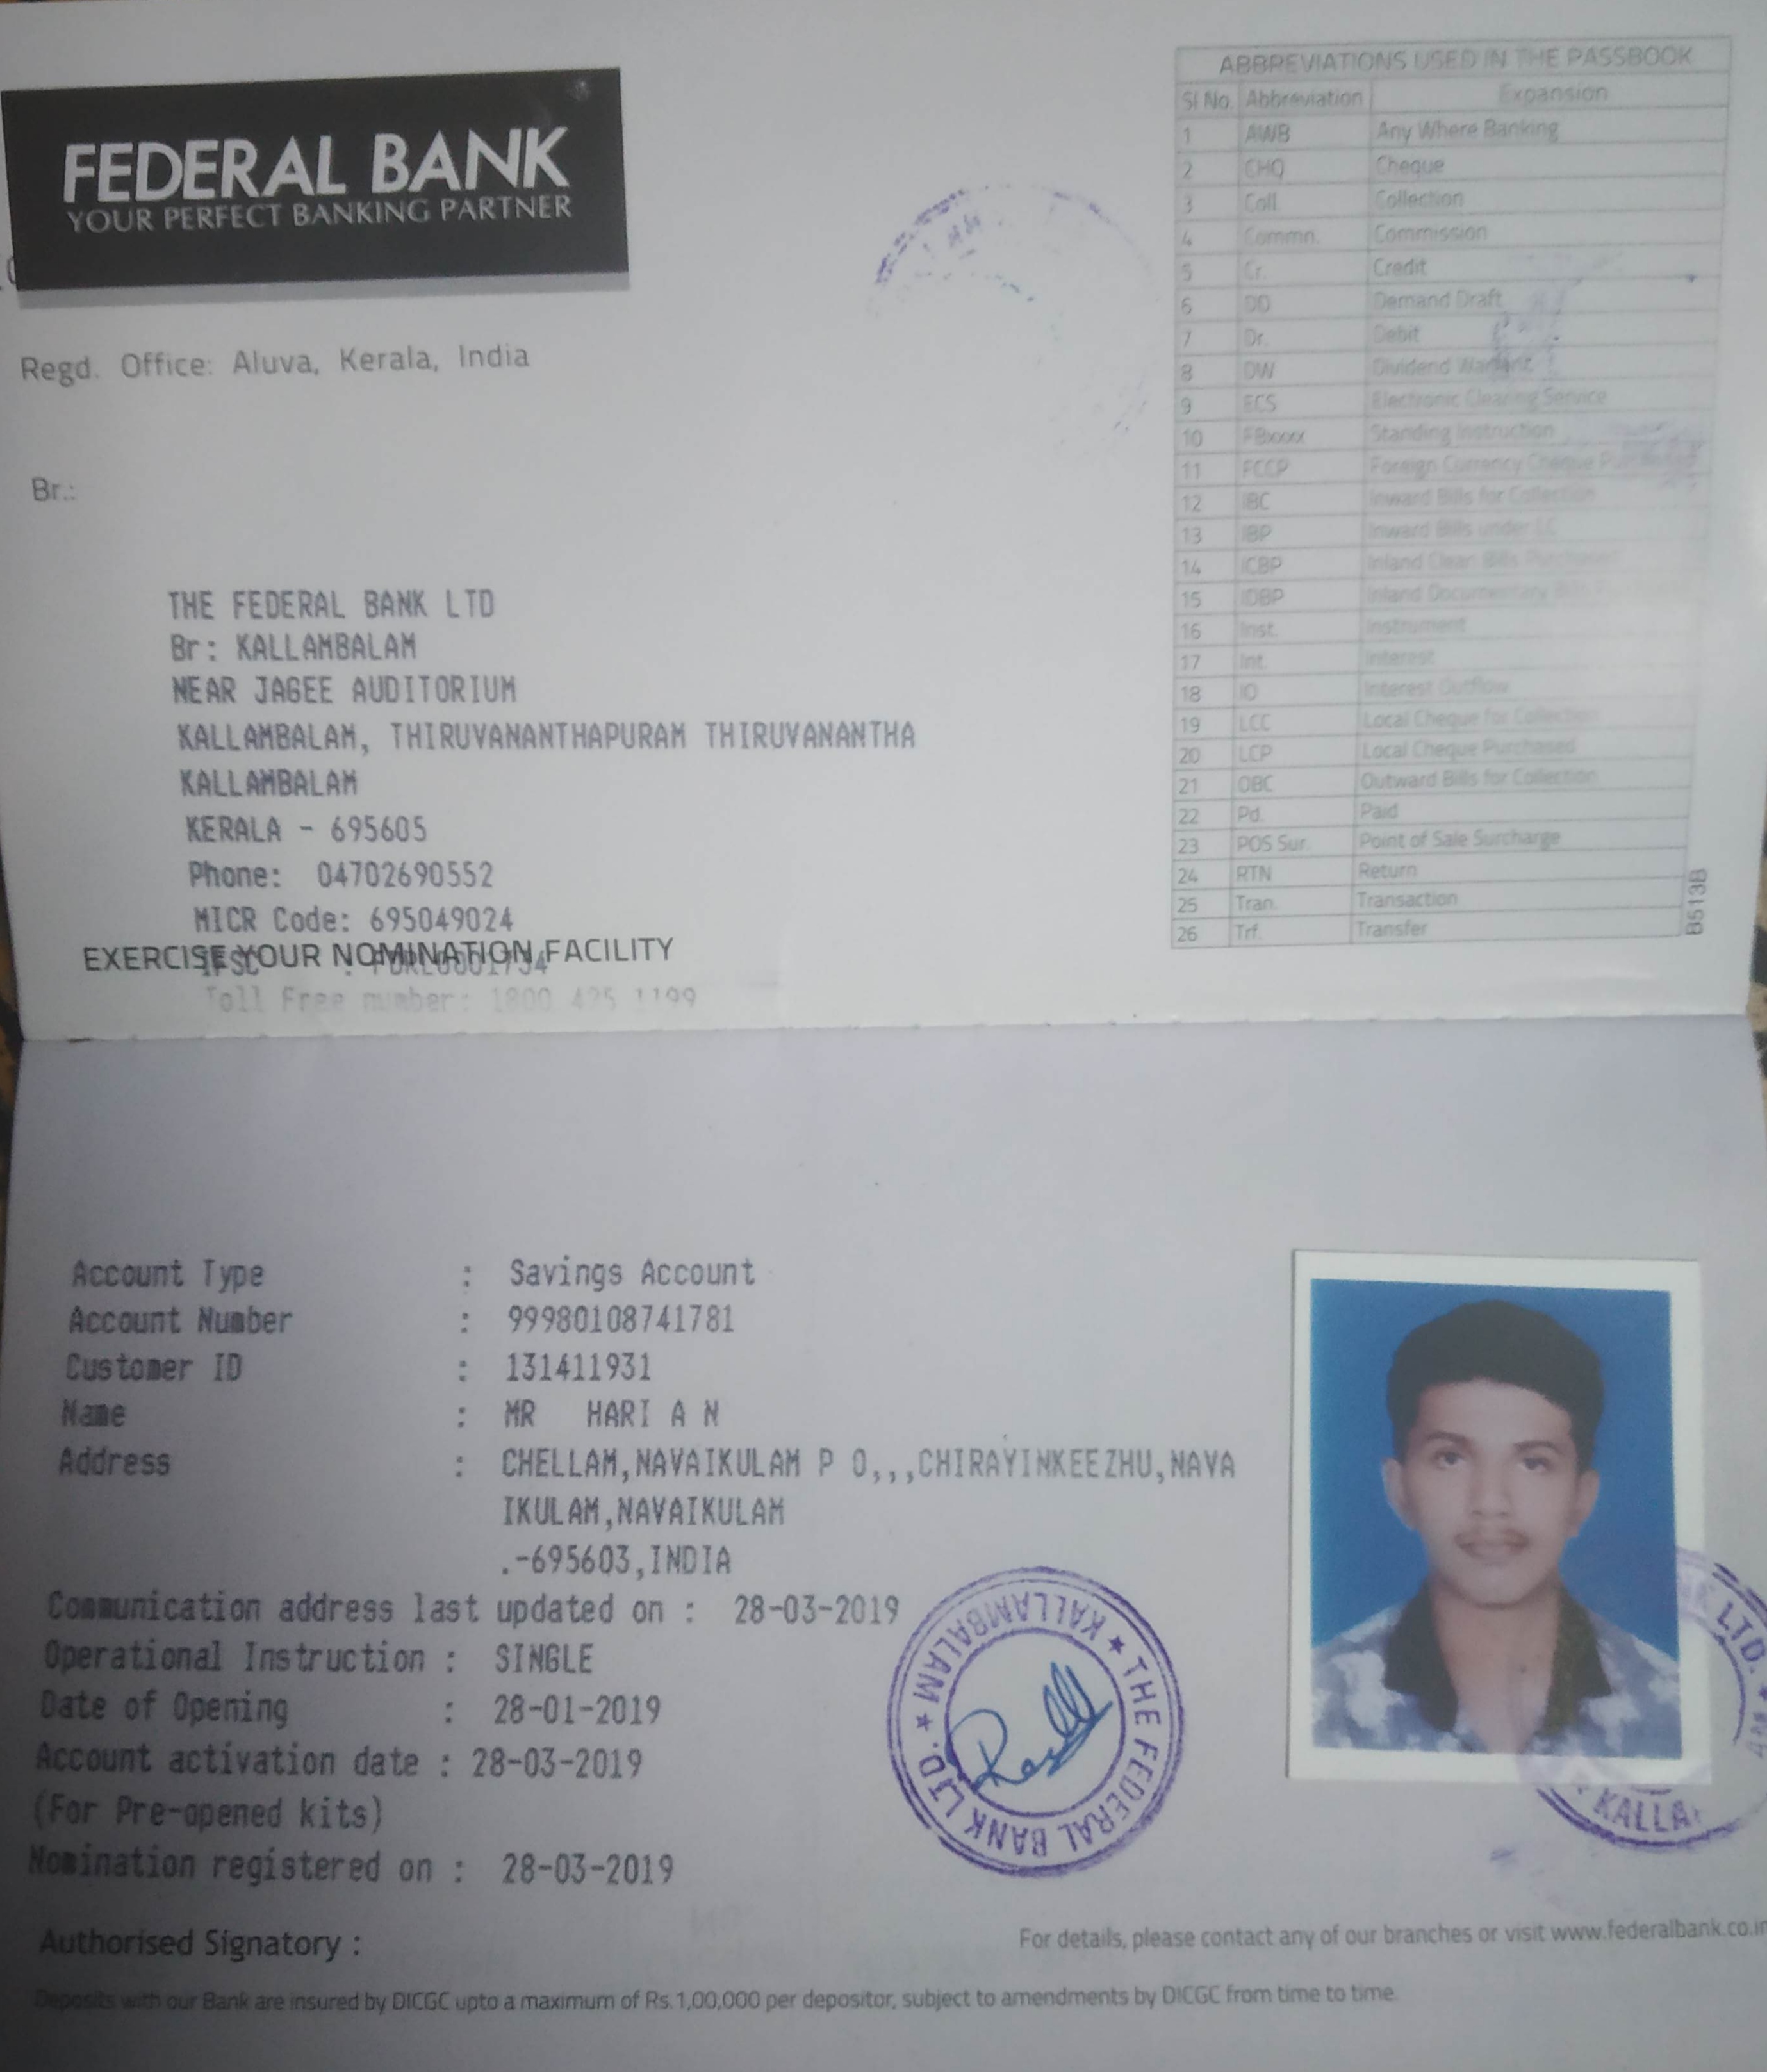 FEDERAL BANK
YOUR PERFECT BANKING PARTNER
Regd. Office: Aluva, Kerala, India
Br.:
THE FEDERAL BANK LTD
Br: KALLAMBALAM
NEAR JAGEE AUDITORIUM
KALLAMBALAM, THIRUVANANTHAPURAM THIRUVANANTHA
KALLAMBALAM
KERALA - 695605
Phone: 04702690552
MICR Code: 695049024
EXERCISE YOUR NOMINATION FACILITY
IFSC :
Toll Free number: 1800 425 1199
ABBREVIATIONS USED IN THE PASSBOOK
Sl No. Abbreviation Expansion
1 AWB Any Where Banking
2 CHQ Cheque
3 Coll. Collection
4 Commn. Commission
5 Cr. Credit
6 DD Demand Draft
7 Dr. Debit
8 DW Dividend Warrant
9 ECS Electronic Clearing Service
10 FBxxxx Standing Instruction
11 FCCP Foreign Currency Cheque
12 IBC Inward Bills for Collection
13 IBP Inward Bills under LC
14 ICBP Inland Clean Bills Purchased
15 IDBP Inland Documentary Bills
16 Inst. Instrument
17 Int. Interest
18 IO Interest Outflow
19 LCC Local Cheque for Collection
20 LCP Local Cheque Purchased
21 OBC Outward Bills for Collection
22 Pd. Paid
23 POS Sur. Point of Sale Surcharge
24 RTN Return
25 Tran. Transaction
26 Trf. Transfer
B513B
Account Type : Savings Account
Account Number : 99980108741781
Customer ID : 131411931
Name : MR HARI A N
Address : CHELLAM,NAVAIKULAM P O,,,CHIRAYINKEEZHU,NAVA
IKULAM,NAVAIKULAM
.-695603,INDIA
Communication address last updated on : 28-03-2019
Operational Instruction : SINGLE
Date of Opening : 28-01-2019
Account activation date : 28-03-2019
(For Pre-opened kits)
Nomination registered on : 28-03-2019
★ THE FEDERAL BANK LTD. ★ KALLAMBALAM
LTD. ★
KALLA
Authorised Signatory :
For details, please contact any of our branches or visit www.federalbank.co.in
Deposits with our Bank are insured by DICGC upto a maximum of Rs.1,00,000 per depositor, subject to amendments by DICGC from time to time.